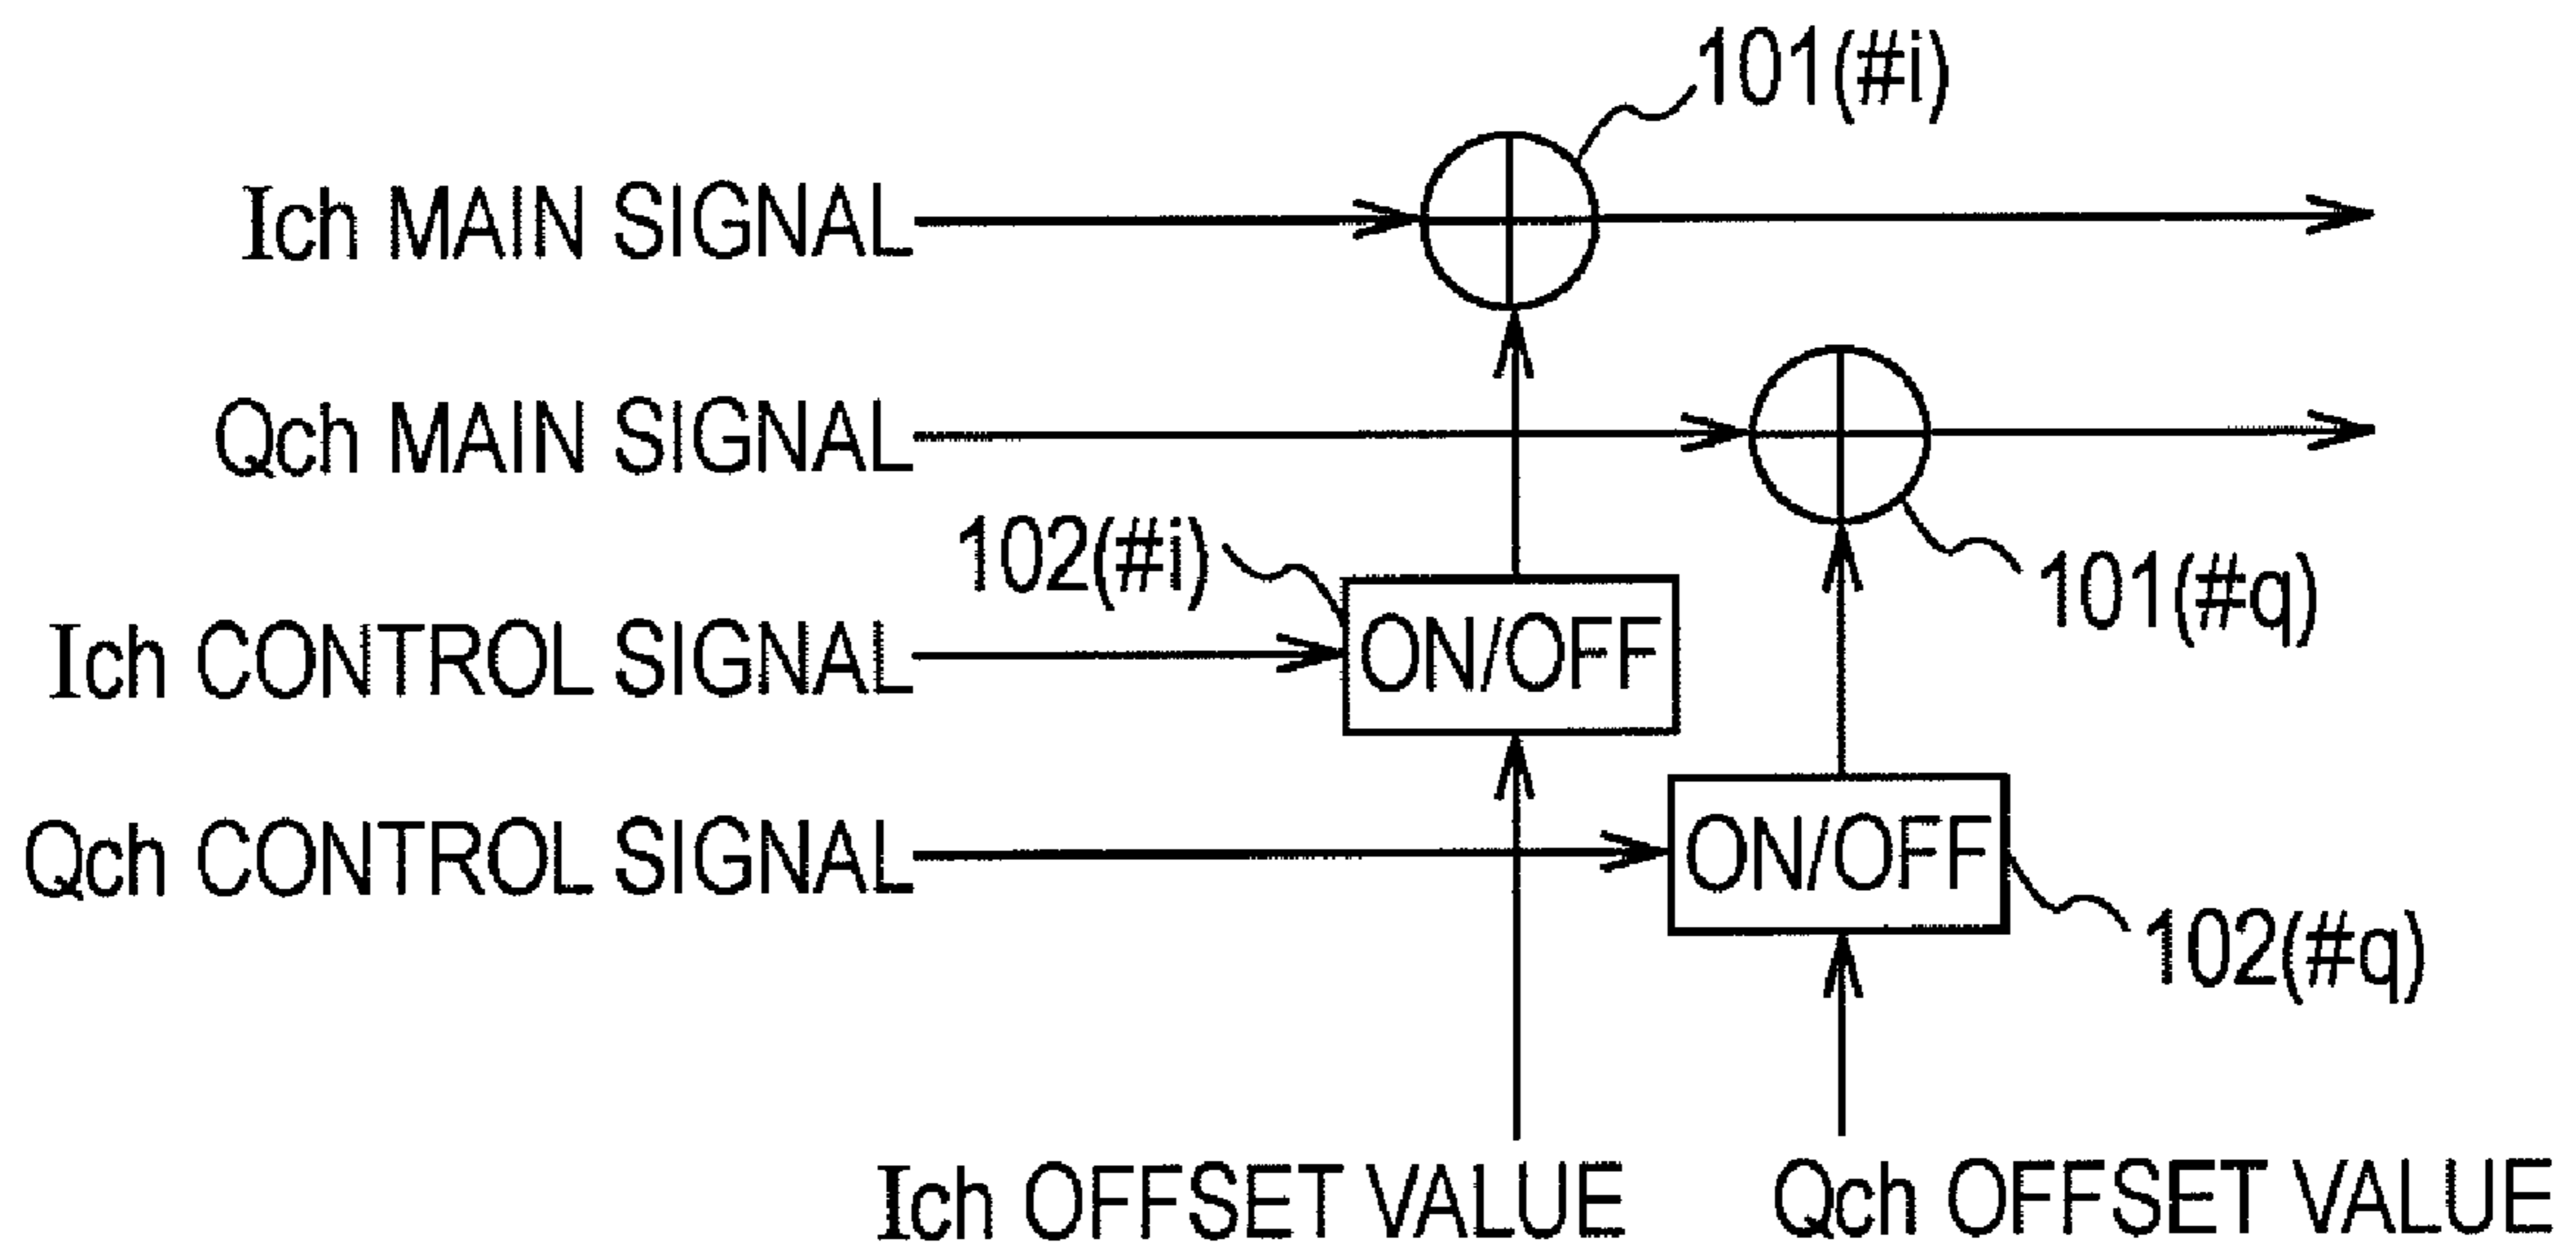 101(#i)
Ich MAIN SIGNAL
Qch MAIN SIGNAL
102(#i)
101(#q)
Ich CONTROL SIGNAL
ON/OFF
Qch CONTROL SIGNAL
ON/OFF
102(#q)
Ich OFFSET VALUE
Qch OFFSET VALUE